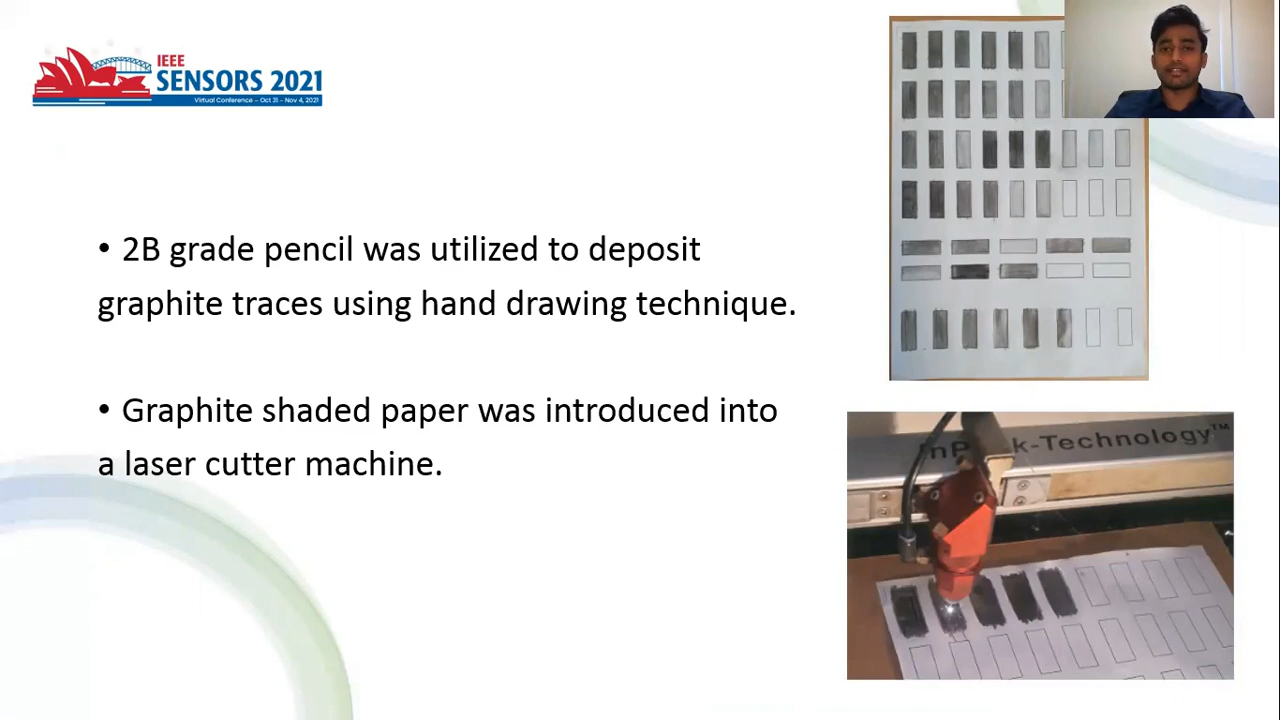 IEEE
SENSORS 2021
Virtual Conference – Oct 31 - Nov 4, 2021
• 2B grade pencil was utilized to deposit
graphite traces using hand drawing technique.
• Graphite shaded paper was introduced into
a laser cutter machine.
k-Technology™